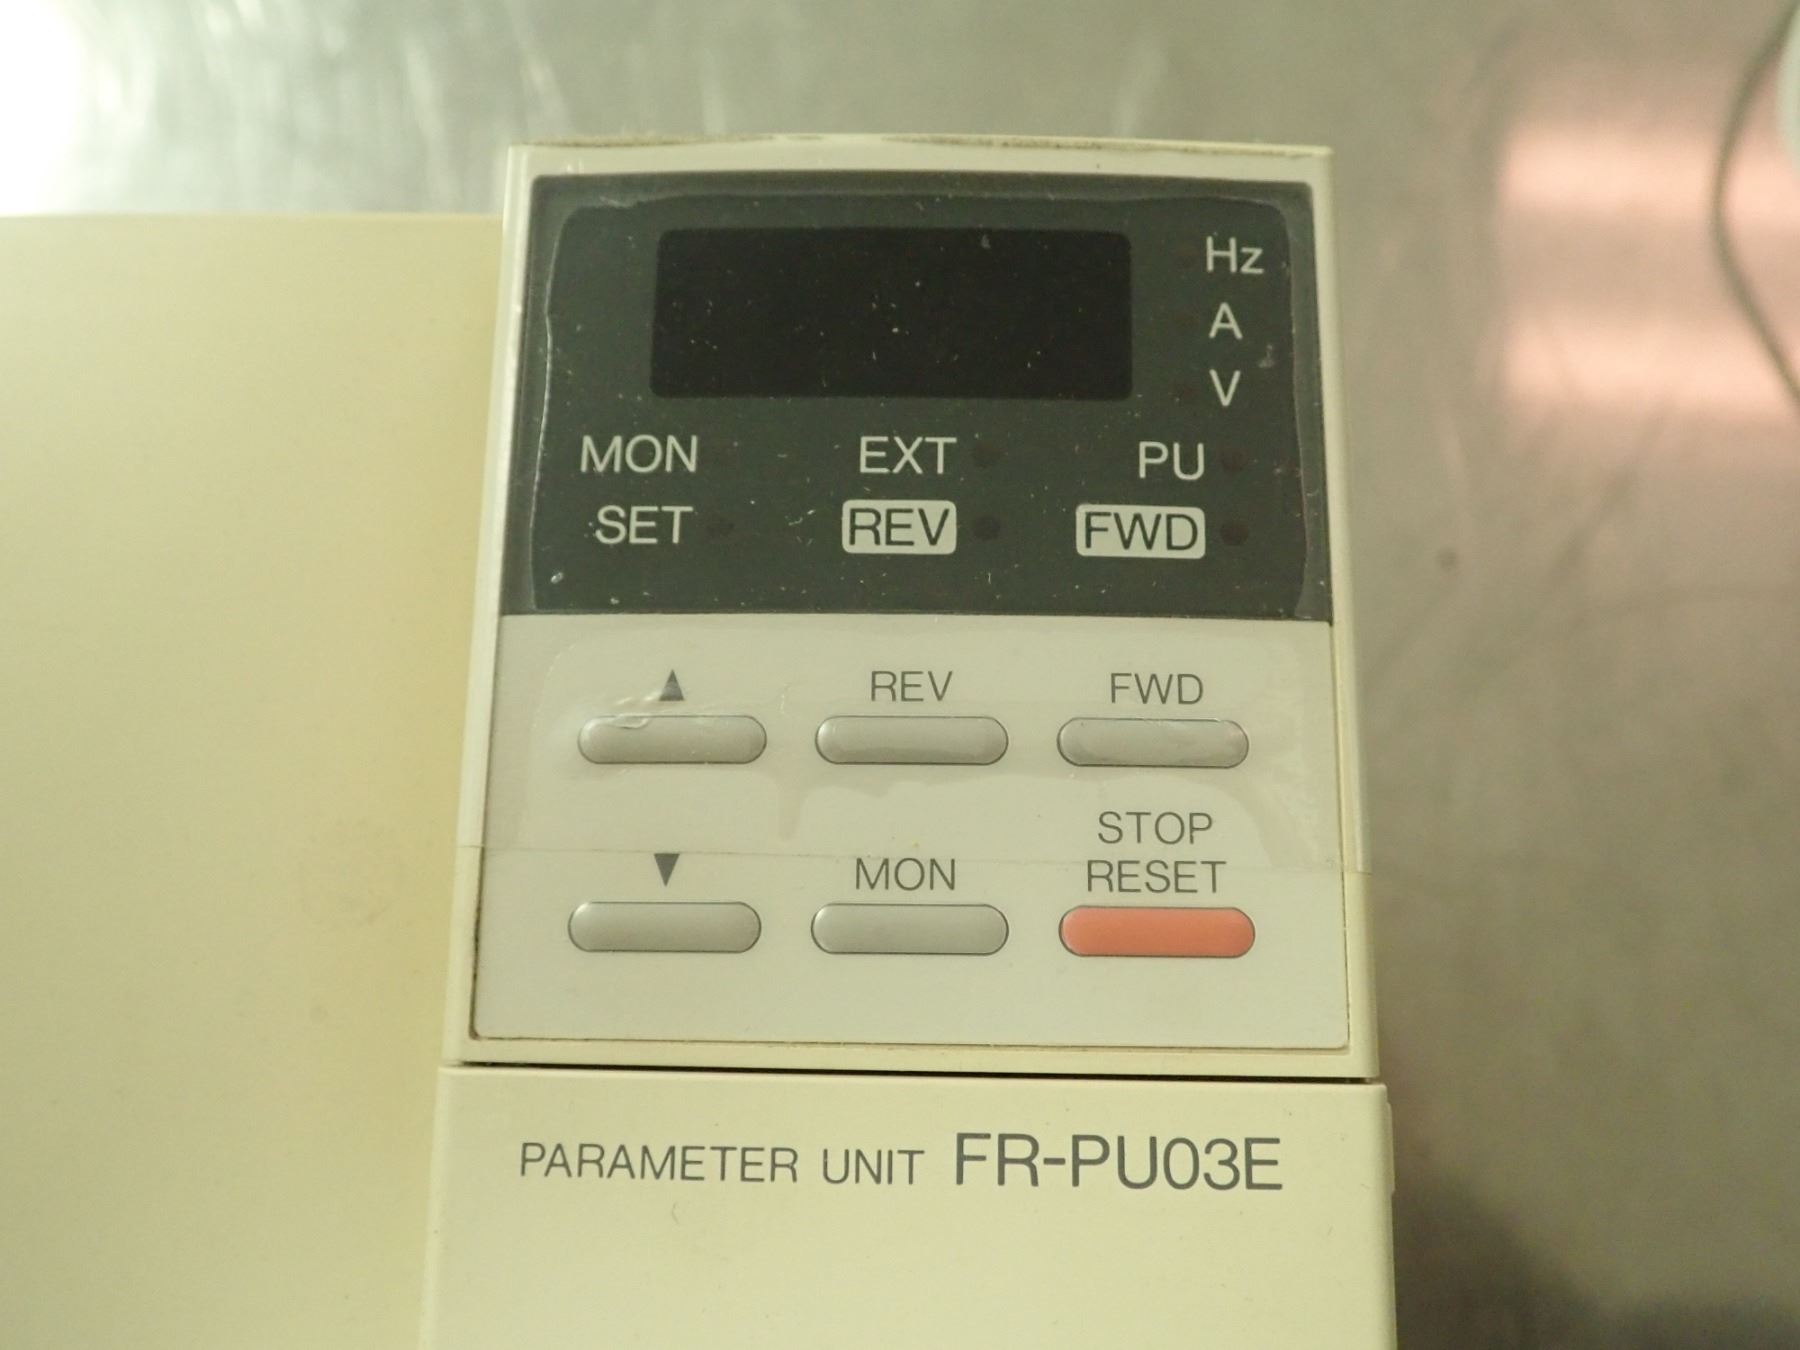 Hz
A
V
MON EXT PU
SET REV FWD
▲ REV FWD
▼ MON STOP
RESET
PARAMETER UNIT FR-PU03E